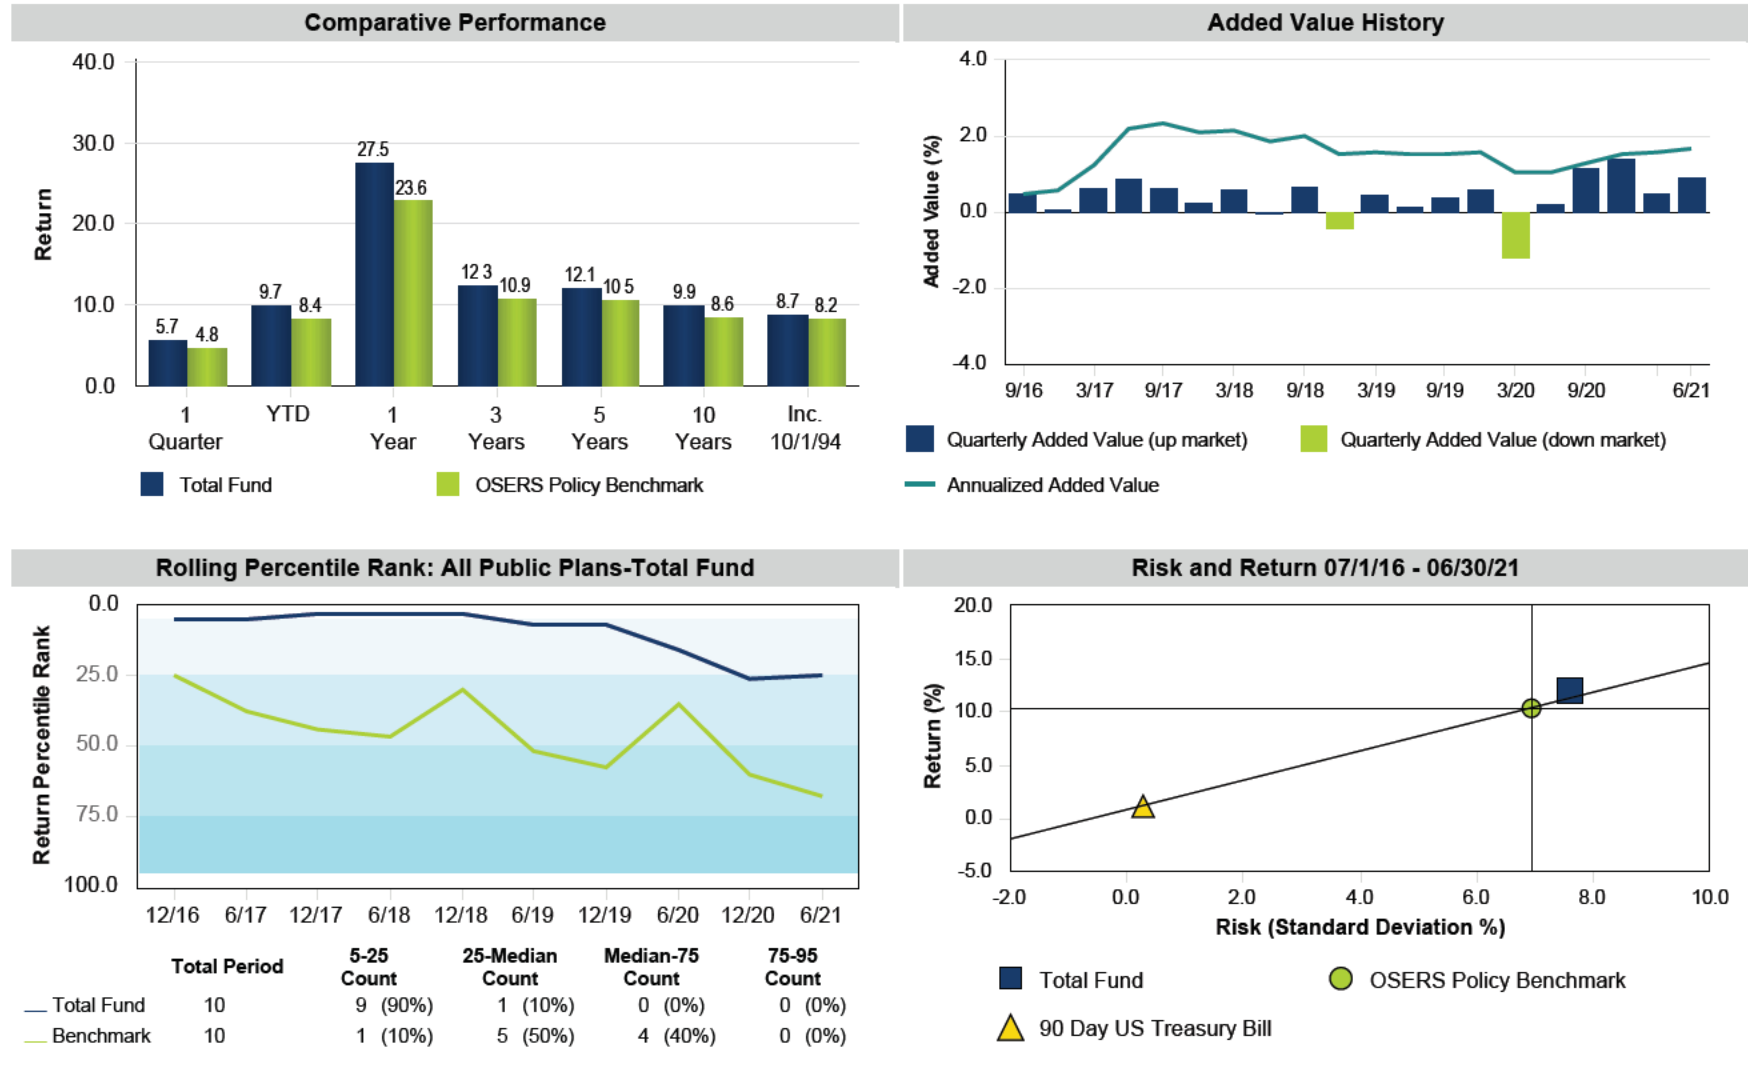 Comparative Performance
40.0
30.0
20.0
10.0
0.0
Return
5.7
4.8
9.7
8.4
27.5
23.6
12 3
10.9
12.1
10 5
9.9
8.6
8.7
8.2
1 Quarter
YTD
1 Year
3 Years
5 Years
10 Years
Inc. 10/1/94
Total Fund
OSERS Policy Benchmark
Added Value History
4.0
2.0
0.0
-2.0
-4.0
Added Value (%)
9/16 3/17 9/17 3/18 9/18 3/19 9/19 3/20 9/20 6/21
Quarterly Added Value (up market)
Quarterly Added Value (down market)
Annualized Added Value
Rolling Percentile Rank: All Public Plans-Total Fund
0.0
25.0
50.0
75.0
100.0
Return Percentile Rank
12/16 6/17 12/17 6/18 12/18 6/19 12/19 6/20 12/20 6/21
Total Period
5-25 Count
25-Median Count
Median-75 Count
75-95 Count
Total Fund 10 9 (90%) 1 (10%) 0 (0%) 0 (0%)
Benchmark 10 1 (10%) 5 (50%) 4 (40%) 0 (0%)
Risk and Return 07/1/16 - 06/30/21
20.0
15.0
10.0
5.0
0.0
-5.0
Return (%)
-2.0 0.0 2.0 4.0 6.0 8.0 10.0
Risk (Standard Deviation %)
Total Fund
OSERS Policy Benchmark
90 Day US Treasury Bill